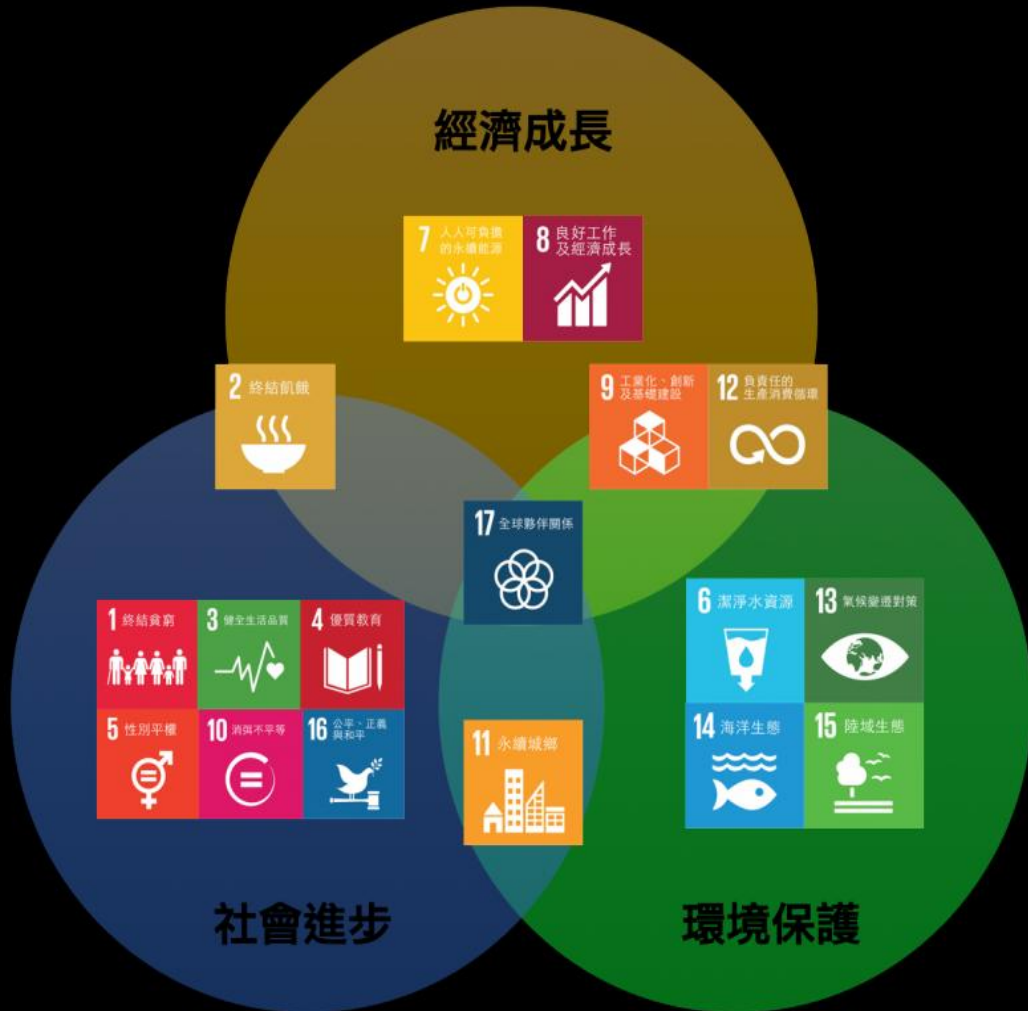 經濟成長
7 人人可負擔
的永續能源
8 良好工作
及經濟成長
2 終結飢餓
9 工業化、創新
及基礎建設
12 負責任的
生產消費循環
17 全球夥伴關係
1 終結貧窮
3 健全生活品質
4 優質教育
5 性別平權
10 消弭不平等
16 公平、正義
與和平
6 潔淨水資源
13 氣候變遷對策
14 海洋生態
15 陸域生態
11 永續城鄉
社會進步
環境保護